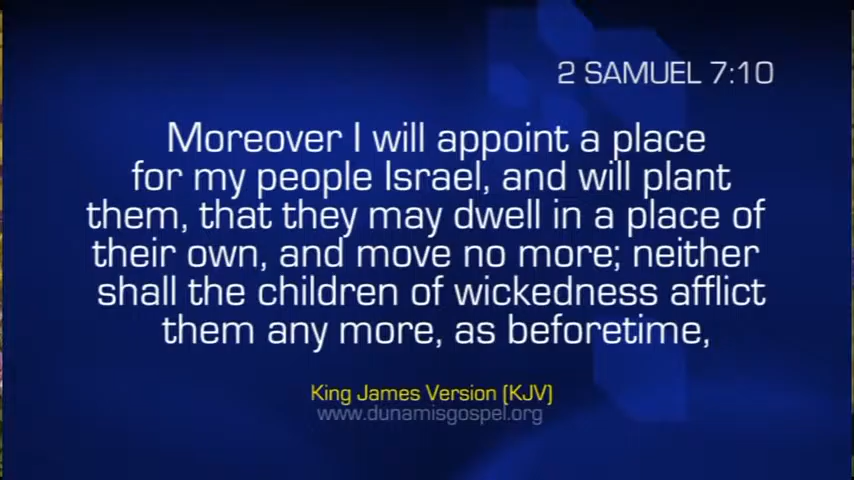 2 SAMUEL 7:10
Moreover I will appoint a place
for my people Israel, and will plant
them, that they may dwell in a place of
their own, and move no more; neither
shall the children of wickedness afflict
them any more, as beforetime,
King James Version (KJV)
www.dunamisgospel.org